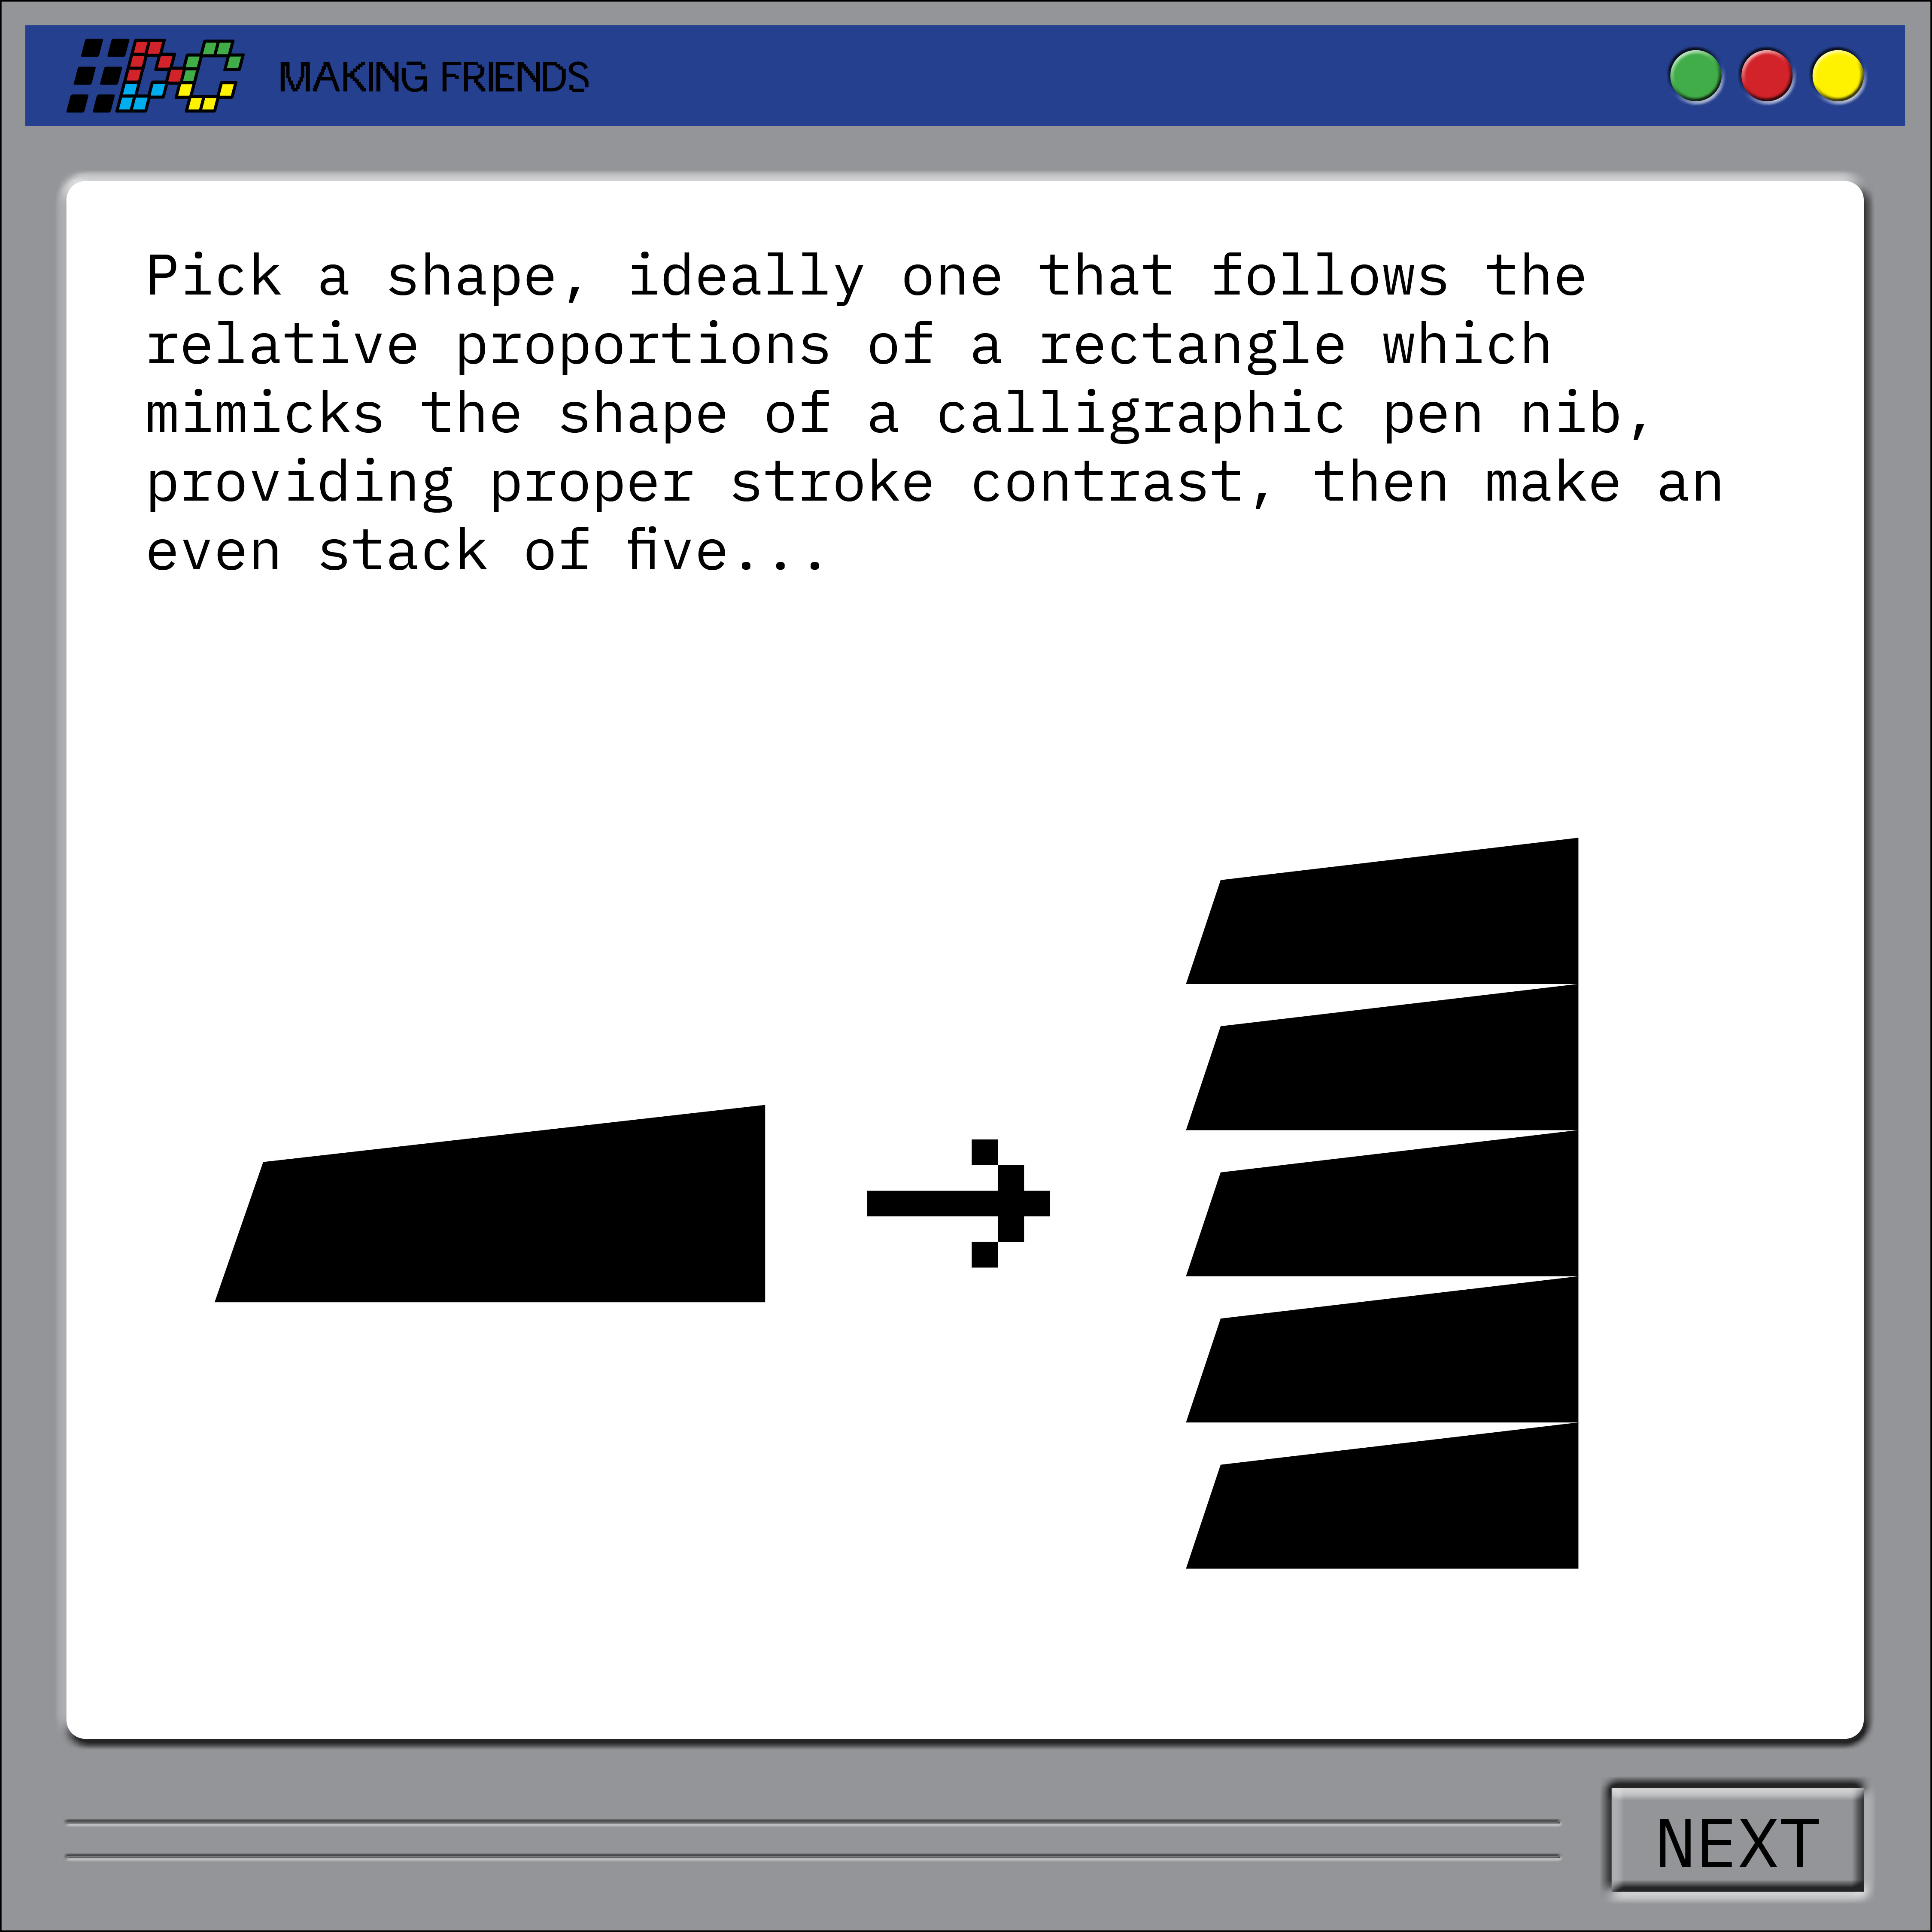 MAKING FRIENDS
Pick a shape, ideally one that follows the
relative proportions of a rectangle which
mimicks the shape of a calligraphic pen nib,
providing proper stroke contrast, then make an
even stack of five...
NEXT